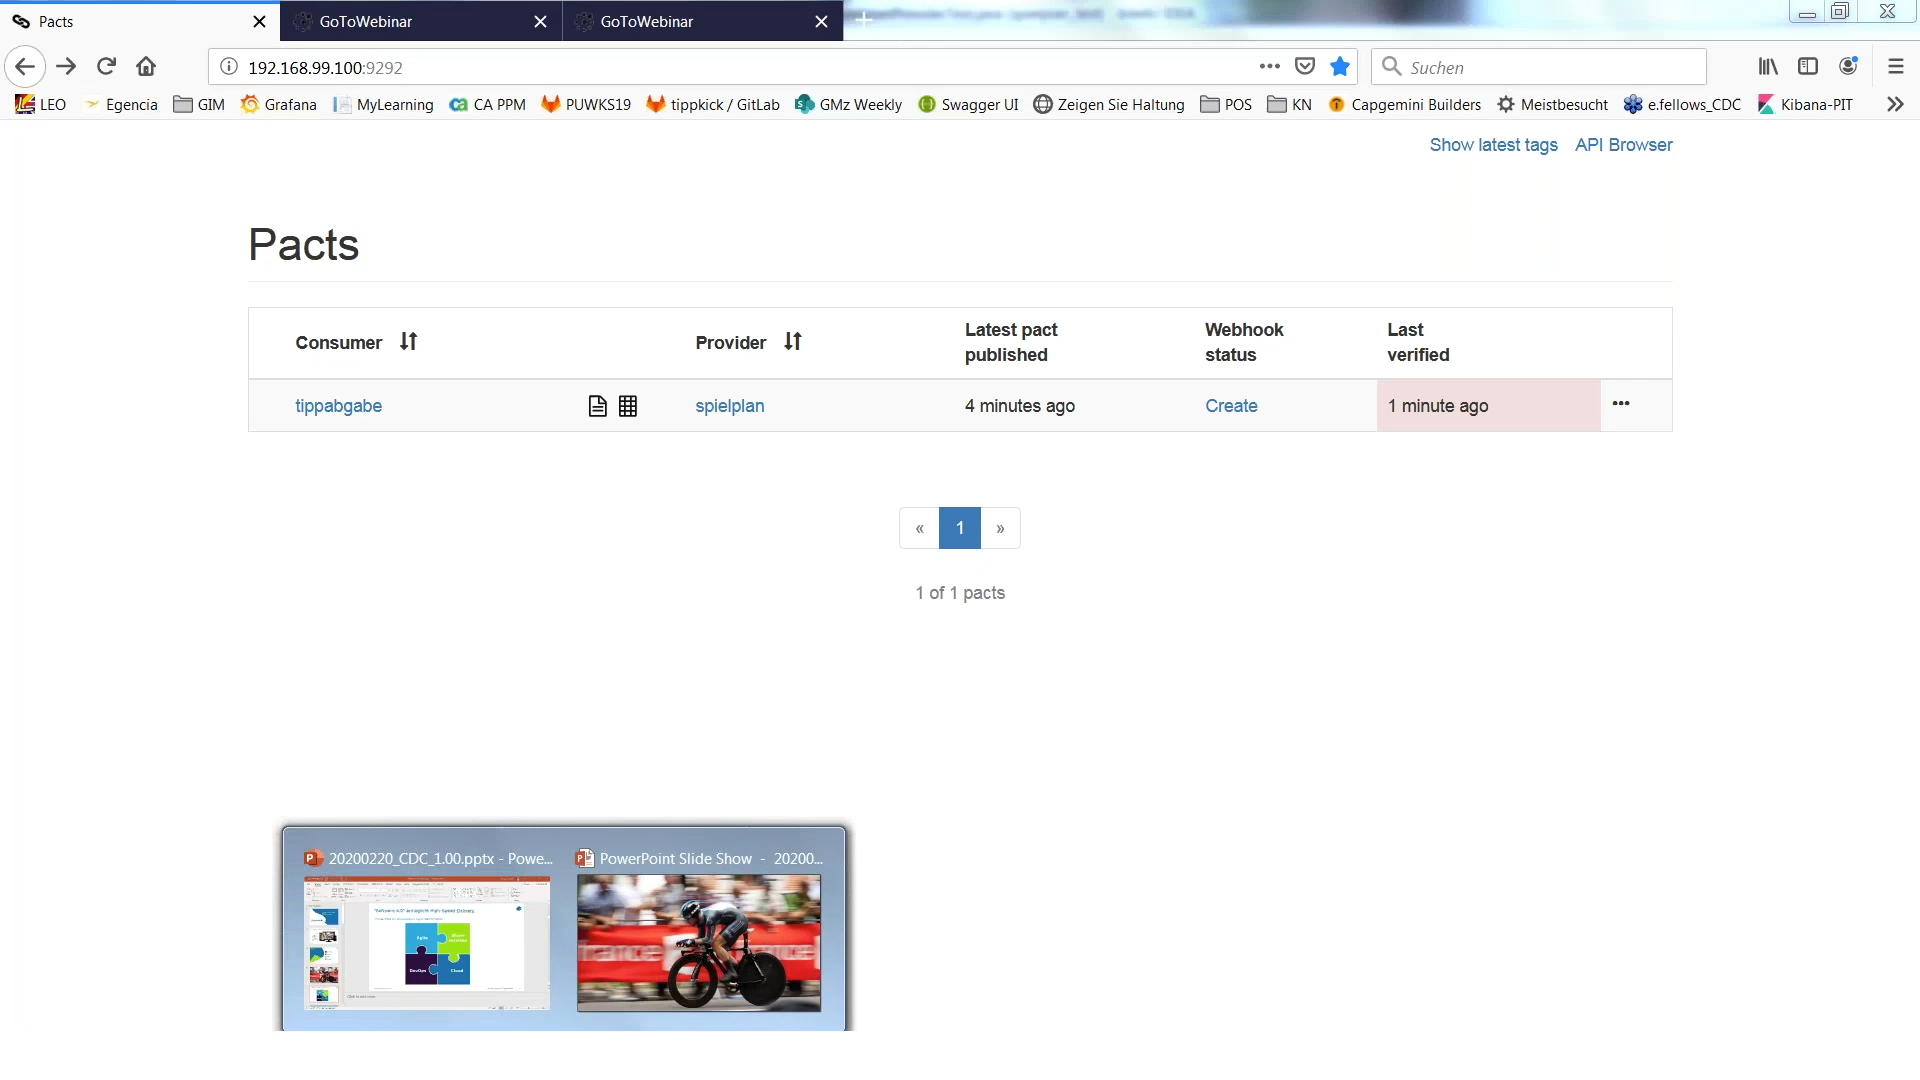 Pacts
GoToWebinar
GoToWebinar
192.168.99.100:9292
Suchen
LEO
Egencia
GIM
Grafana
MyLearning
CA PPM
PUWKS19
tippkick / GitLab
GMz Weekly
Swagger UI
Zeigen Sie Haltung
POS
KN
Capgemini Builders
Meistbesucht
e.fellows_CDC
Kibana-PIT
Show latest tags
API Browser
Pacts
Consumer
Provider
Latest pact
published
Webhook
status
Last
verified
tippabgabe
spielplan
4 minutes ago
Create
1 minute ago
« 1 »
1 of 1 pacts
20200220_CDC_1.00.pptx - Powe...
PowerPoint Slide Show - 20200...
Agile
DevOps
Cloud